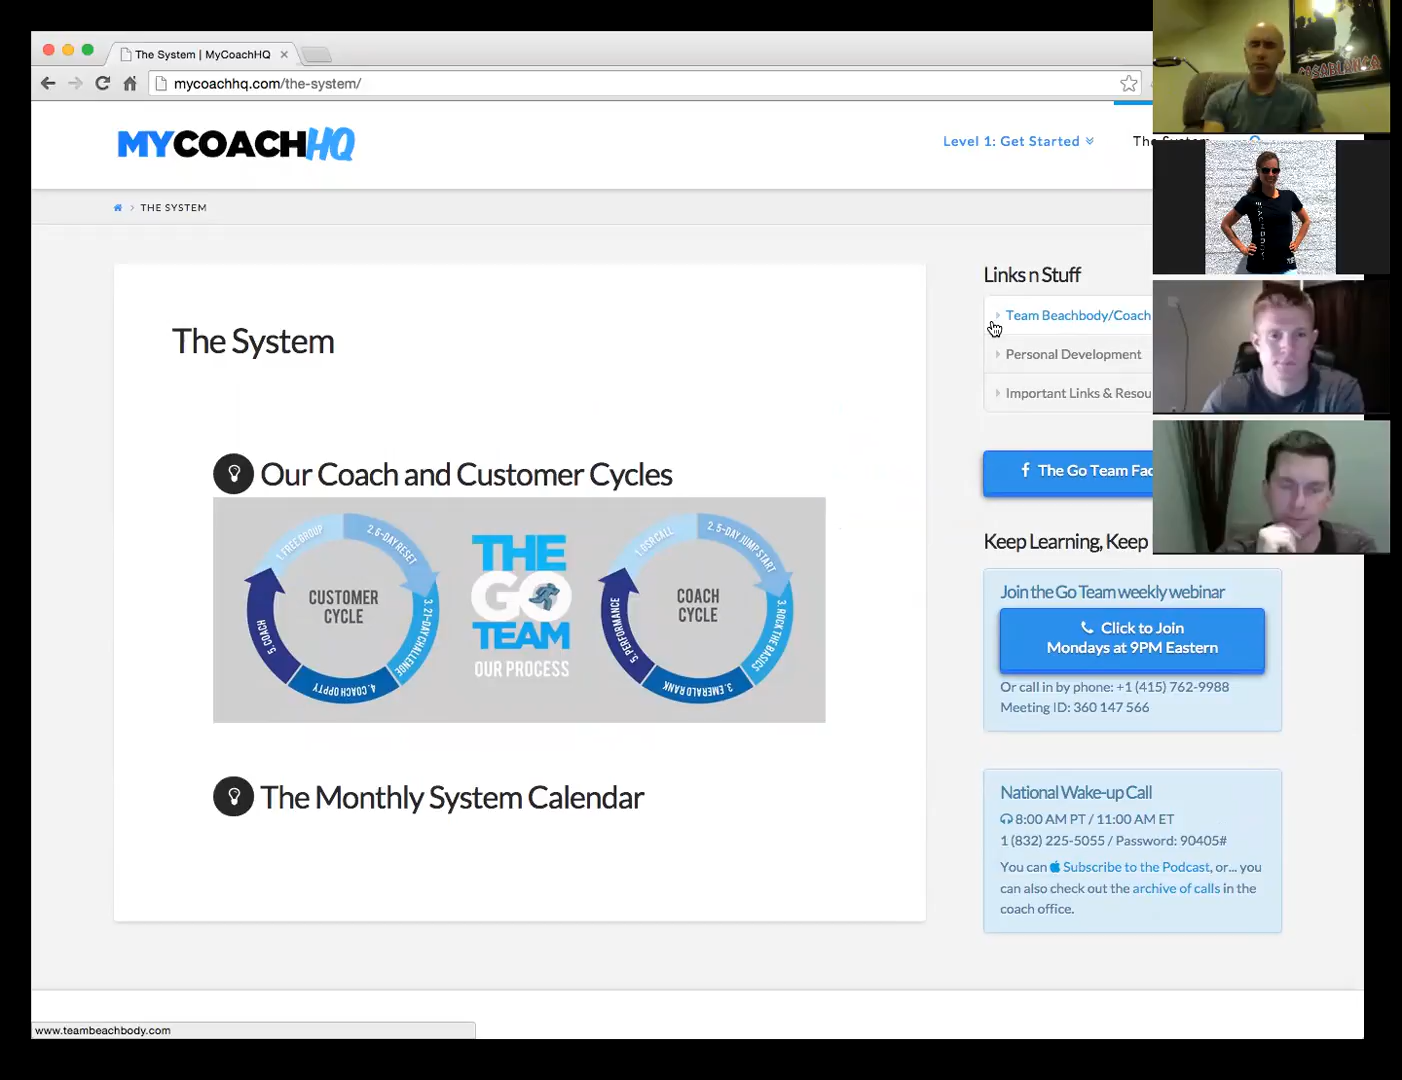 The System | MyCoachHQ
mycoachhq.com/the-system/
MYCOACHHQ
Level 1: Get Started
The System
THE SYSTEM
The System
Our Coach and Customer Cycles
CUSTOMER
CYCLE
1. FREE GROUP
2. 6-DAY RESET
3. 21-DAY CHALLENGE
4. COACH OPPTY
5. COACH
THE
GO
TEAM
OUR PROCESS
COACH
CYCLE
1. DSR CALL
2. 5-DAY JUMP START
3. ROCK THE BASICS
3. EMERALD RANK
5. PERFORMANCE
The Monthly System Calendar
Links n Stuff
Team Beachbody/Coach
Personal Development
Important Links & Resou
The Go Team Fac
Keep Learning, Keep
Join the Go Team weekly webinar
Click to Join
Mondays at 9PM Eastern
Or call in by phone: +1 (415) 762-9988
Meeting ID: 360 147 566
National Wake-up Call
8:00 AM PT / 11:00 AM ET
1 (832) 225-5055 / Password: 90405#
You can Subscribe to the Podcast, or... you
can also check out the archive of calls in the
coach office.
CASABLANCA
www.teambeachbody.com